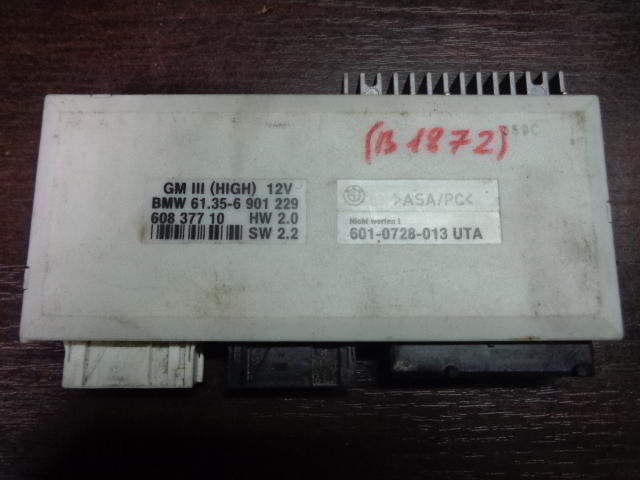 (B1872)
GM III (HIGH) 12V
BMW 61.35-6 901 229
608 377 10 HW 2.0
SW 2.2
>ASA/PC<
Nicht werfen !
601-0728-013 UTA